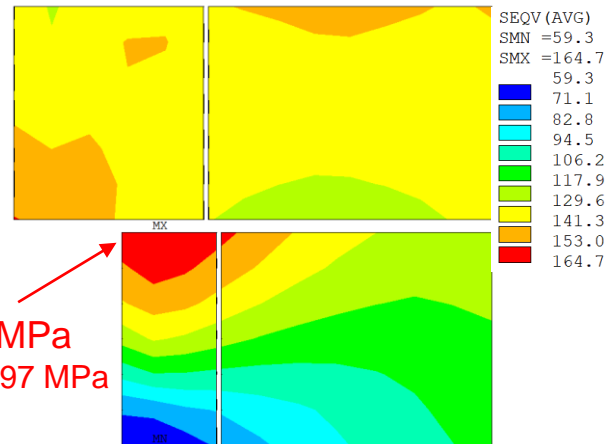 SEQV (AVG)
SMN =59.3
SMX =164.7
59.3
71.1
82.8
94.5
106.2
117.9
129.6
141.3
153.0
164.7
MX
MPa
97 MPa
MN